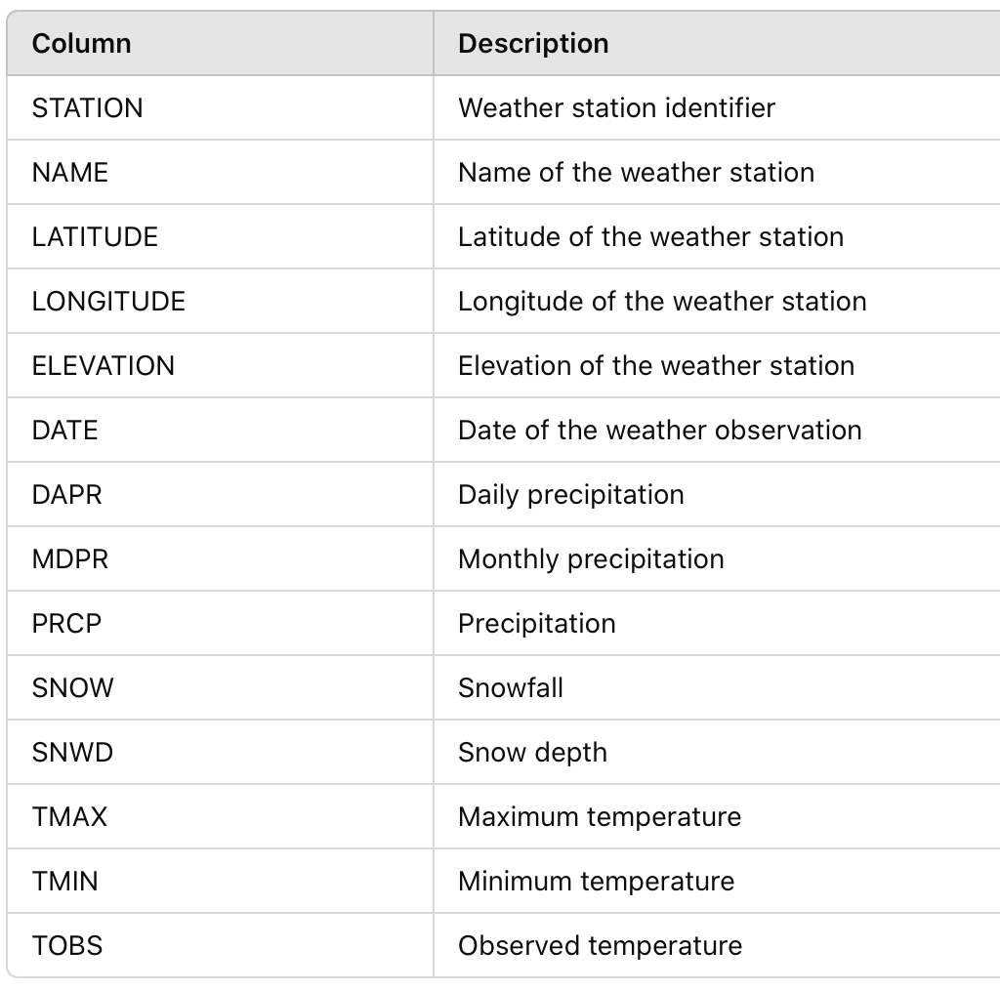 Column Description
STATION Weather station identifier
NAME Name of the weather station
LATITUDE Latitude of the weather station
LONGITUDE Longitude of the weather station
ELEVATION Elevation of the weather station
DATE Date of the weather observation
DAPR Daily precipitation
MDPR Monthly precipitation
PRCP Precipitation
SNOW Snowfall
SNWD Snow depth
TMAX Maximum temperature
TMIN Minimum temperature
TOBS Observed temperature